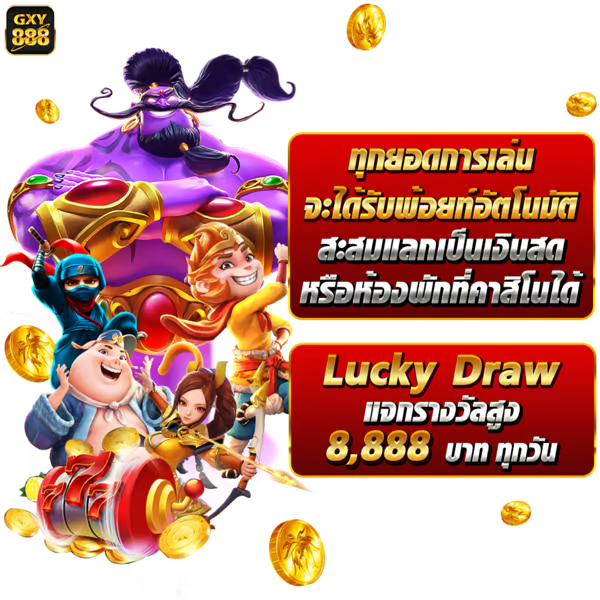 GXY
888
ทุกยอดการเล่น
จะได้รับพ้อยท์อัตโนมัติ
สะสมแลกเป็นเงินสด
หรือห้องพักที่คาสิโนได้
Lucky Draw
แจกรางวัลสูง
8,888 บาท ทุกวัน
777